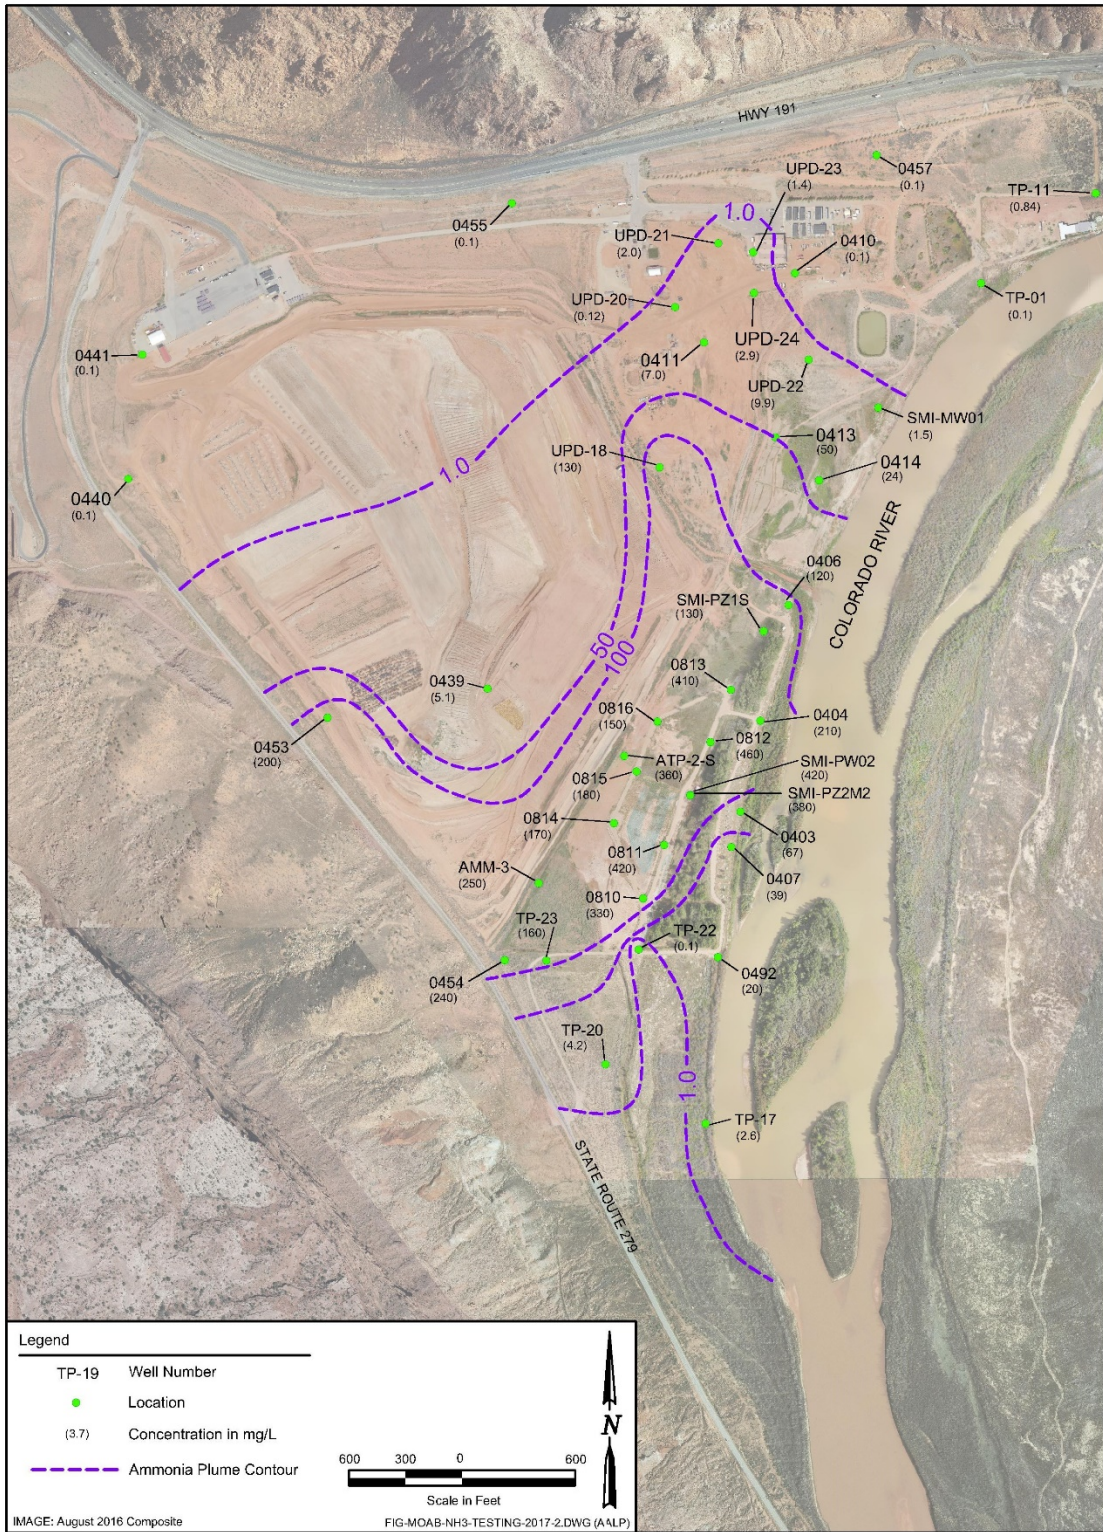 HWY 191
UPD-23
(1.4)
0457
(0.1)
TP-11
(0.84)
0455
(0.1)
1.0
UPD-21
(2.0)
0410
(0.1)
TP-01
(0.1)
UPD-20
(0.12)
UPD-24
(2.9)
0411
(7.0)
0441
(0.1)
UPD-22
(9.9)
SMI-MW01
(1.5)
0413
(50)
0414
(24)
UPD-18
(130)
1.0
0440
(0.1)
COLORADO RIVER
0406
(120)
SMI-PZ1S
(130)
50
100
0439
(5.1)
0813
(410)
0816
(150)
0404
(210)
0453
(200)
0812
(460)
ATP-2-S
(360)
SMI-PW02
(420)
0815
(180)
SMI-PZ2M2
(380)
0814
(170)
0403
(67)
0811
(420)
0407
(39)
AMM-3
(250)
0810
(330)
TP-23
(160)
TP-22
(0.1)
0454
(240)
0492
(20)
TP-20
(4.2)
1.0
TP-17
(2.6)
STATE ROUTE 279
Legend
TP-19 Well Number
Location
(3.7) Concentration in mg/L
Ammonia Plume Contour
N
600 300 0 600
Scale in Feet
IMAGE: August 2016 Composite FIG-MOAB-NH3-TESTING-2017-2.DWG (AALP)